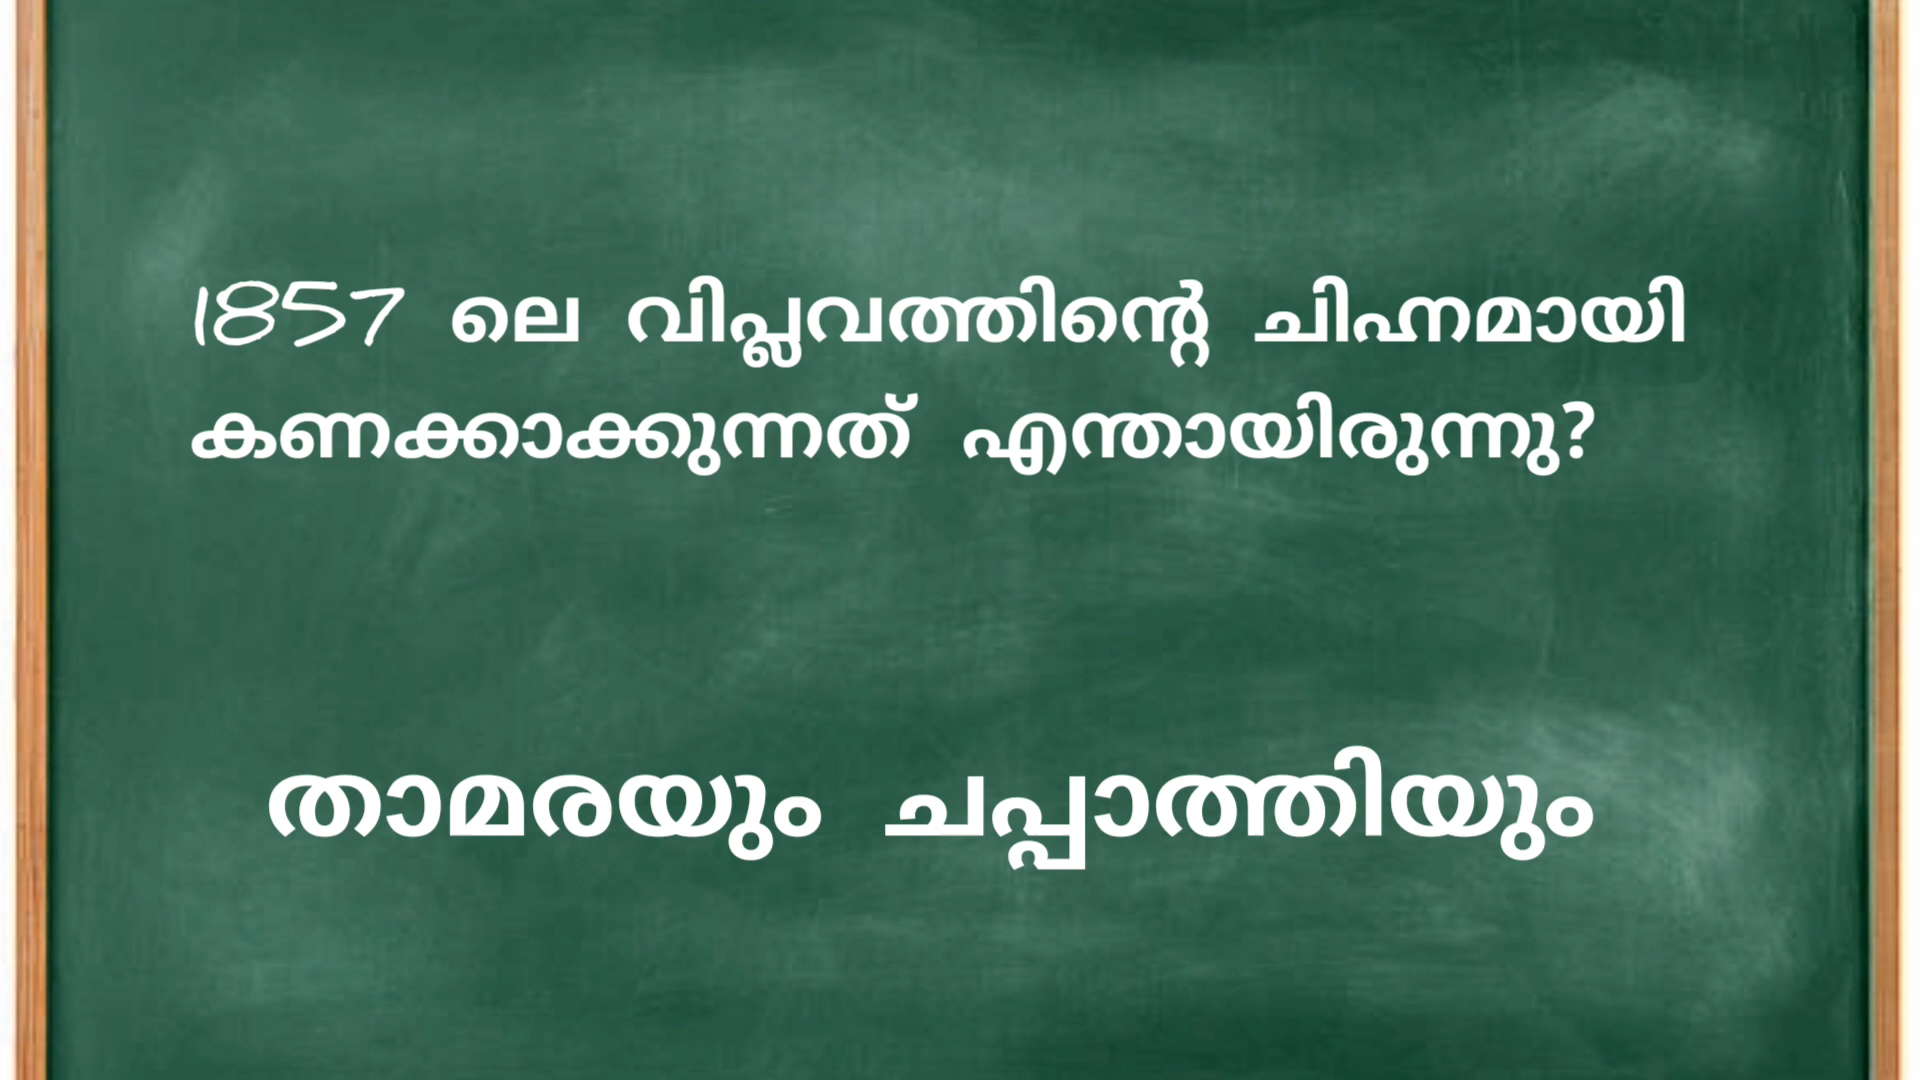 1857 ലെ വിപ്ലവത്തിന്റെ ചിഹ്നമായി
കണക്കാക്കുന്നത് എന്തായിരുന്നു?
താമരയും ചപ്പാത്തിയും